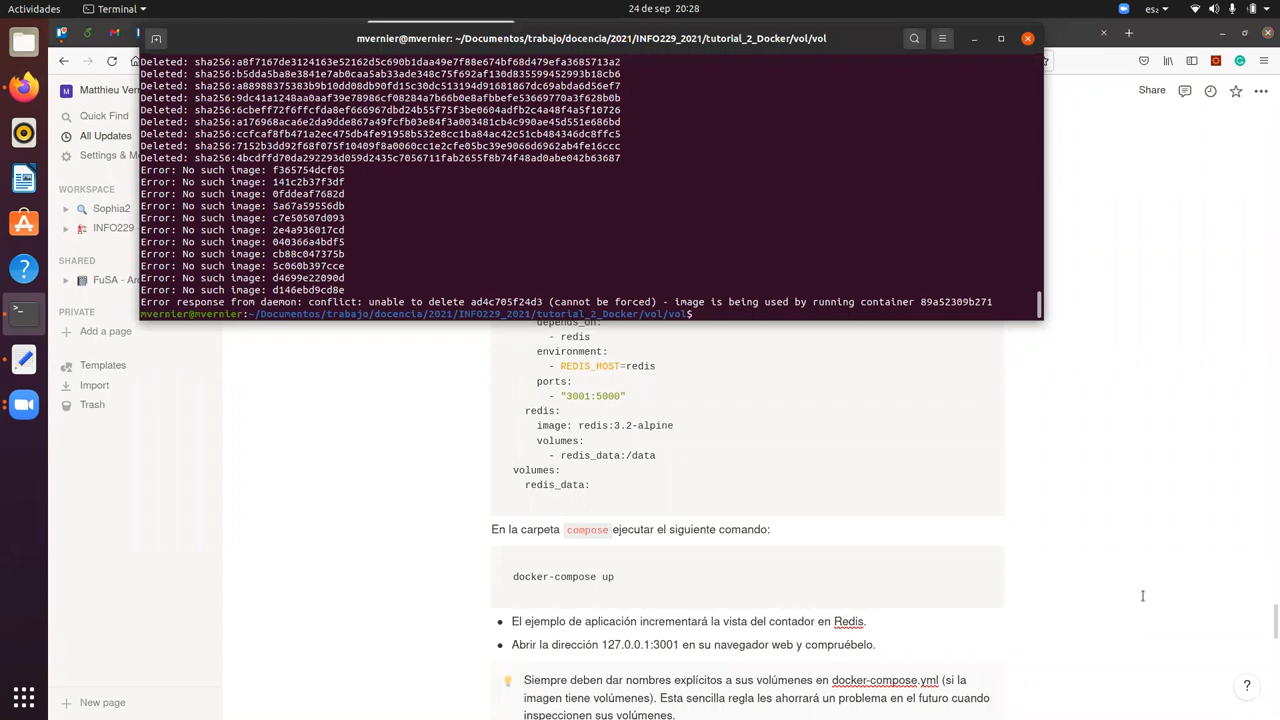 Actividades
Terminal
24 de sep 20:28
es₂
mvernier@mvernier: ~/Documentos/trabajo/docencia/2021/INFO229_2021/tutorial_2_Docker/vol/vol
Deleted: sha256:a8f7167de3124163e52162d5c690b1daa49e7f88e674bf68d479efa3685713a2
Deleted: sha256:b5dda5ba8e3841e7ab0caa5ab33ade348c75f692af130d835599452993b18cb6
Deleted: sha256:a88988375383b9b10dd08db90fd15c30dc513194d91681867dc69abda6d56ef7
Deleted: sha256:9dc41a1248aa0aaf39e78986cf08284a7b66b0e8afbbefe53669770a3f628b0b
Deleted: sha256:6cbeff72f6ffcfda8ef666967dbd24b55f75f3be0604adfb2c4a48f4a5f10726
Deleted: sha256:a176968aca6e2da9dde867a49fcfb03e84f3a003481cb4c990ae45d551e686bd
Deleted: sha256:ccfcaf8fb471a2ec475db4fe91958b532e8cc1ba84ac42c51cb484346dc8ffc5
Deleted: sha256:7152b3dd92f68f075f10409f8a0060cc1e2cfe05bc39e9066d6962ab4fe16ccc
Deleted: sha256:4bcdffd70da292293d059d2435c7056711fab2655f8b74f48ad0abe042b63687
Error: No such image: f365754dcf05
Error: No such image: 141c2b37f3df
Error: No such image: 0fddeaf7682d
Error: No such image: 5a67a59556db
Error: No such image: c7e50507d093
Error: No such image: 2e4a936017cd
Error: No such image: 040366a4bdf5
Error: No such image: cb88c047375b
Error: No such image: 5c060b397cce
Error: No such image: d4699e22090d
Error: No such image: d146ebd9cd8e
Error response from daemon: conflict: unable to delete ad4c705f24d3 (cannot be forced) - image is being used by running container 89a52309b271
mvernier@mvernier:~/Documentos/trabajo/docencia/2021/INFO229_2021/tutorial_2_Docker/vol/vol$
Matthieu Ver
Share
Quick Find
All Updates
Settings & M
WORKSPACE
Sophia2
INFO229 -
SHARED
FuSA - Ar
PRIVATE
Add a page
Templates
Import
Trash
New page
depends_on:
- redis
environment:
- REDIS_HOST=redis
ports:
- "3001:5000"
redis:
image: redis:3.2-alpine
volumes:
- redis_data:/data
volumes:
redis_data:
En la carpeta compose ejecutar el siguiente comando:
docker-compose up
El ejemplo de aplicación incrementará la vista del contador en Redis.
Abrir la dirección 127.0.0.1:3001 en su navegador web y compruébelo.
Siempre deben dar nombres explícitos a sus volúmenes en docker-compose.yml (si la
imagen tiene volúmenes). Esta sencilla regla les ahorrará un problema en el futuro cuando
inspeccionen sus volúmenes.
?